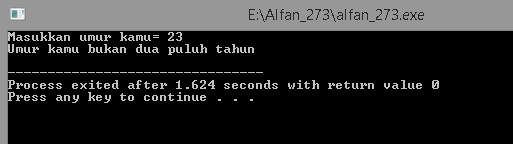 E:\Alfan_273\alfan_273.exe
Masukkan umur kamu= 23
Umur kamu bukan dua puluh tahun
--------------------------------
Process exited after 1.624 seconds with return value 0
Press any key to continue . . .